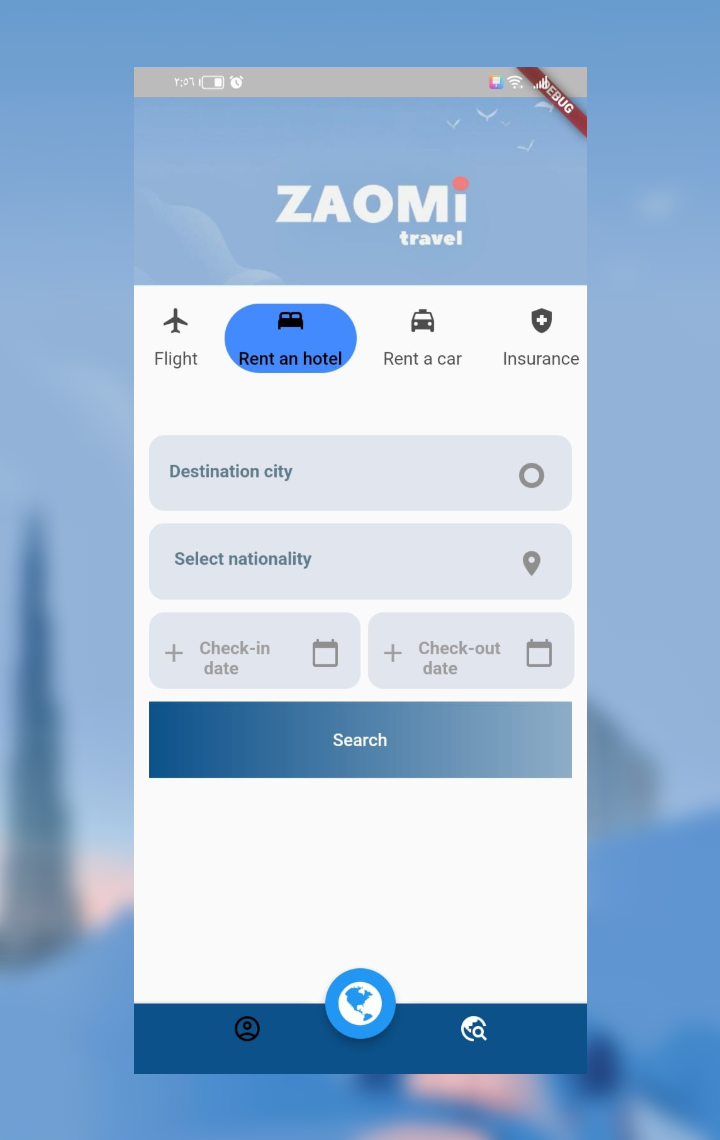 ٢:٥٦
DEBUG
ZAOMi
travel
Flight
Rent an hotel
Rent a car
Insurance
Destination city
Select nationality
Check-in
date
Check-out
date
Search